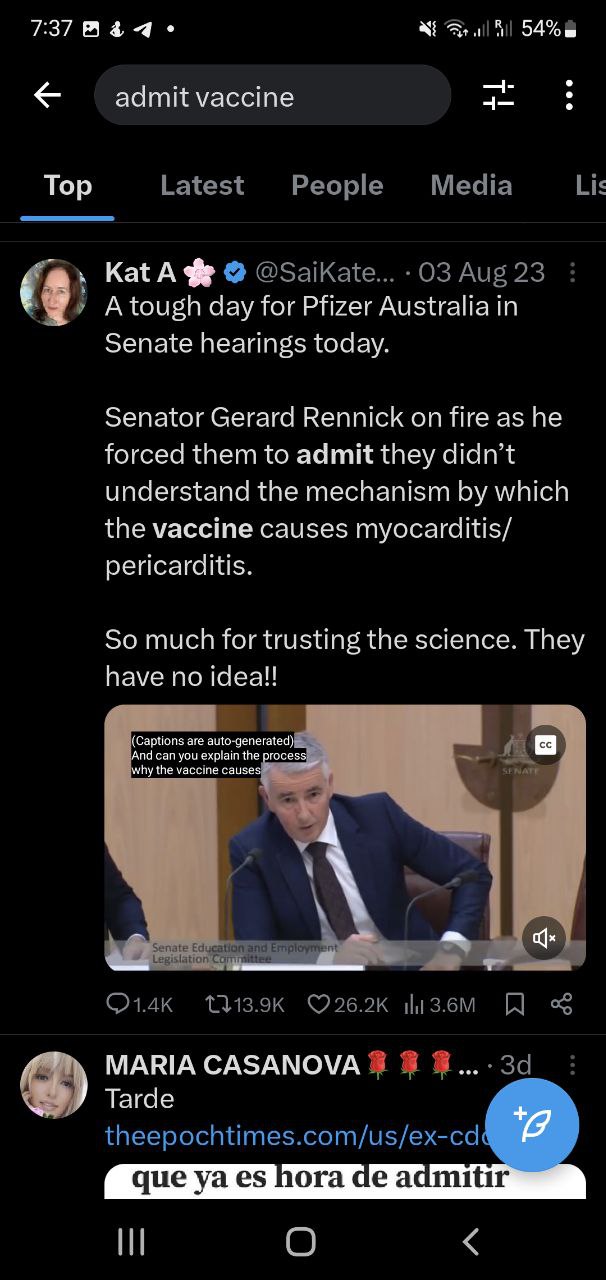 7:37
54%
admit vaccine
Top Latest People Media Lis
Kat A @SaiKate... · 03 Aug 23
A tough day for Pfizer Australia in
Senate hearings today.
Senator Gerard Rennick on fire as he
forced them to admit they didn't
understand the mechanism by which
the vaccine causes myocarditis/
pericarditis.
So much for trusting the science. They
have no idea!!
(Captions are auto-generated)
And can you explain the process
why the vaccine causes
CC
SENATE
Senate Education and Employment
Legislation Committee
1.4K 13.9K 26.2K 3.6M
MARIA CASANOVA ... · 3d
Tarde
theepochtimes.com/us/ex-cdc
que ya es hora de admitir